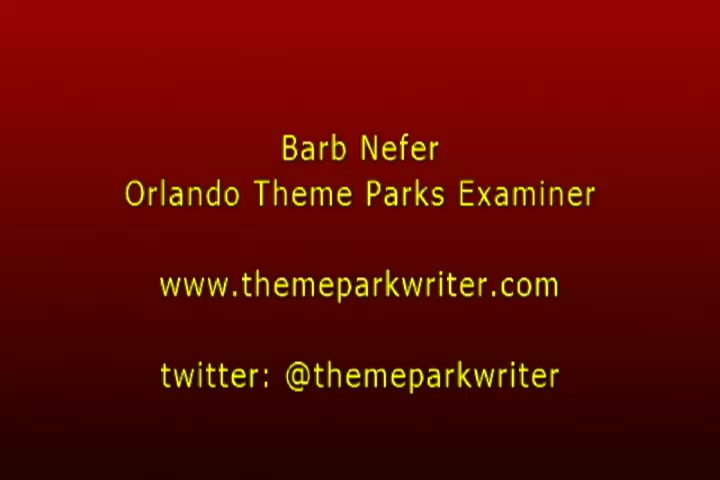 Barb Nefer
Orlando Theme Parks Examiner
www.themeparkwriter.com
twitter: @themeparkwriter